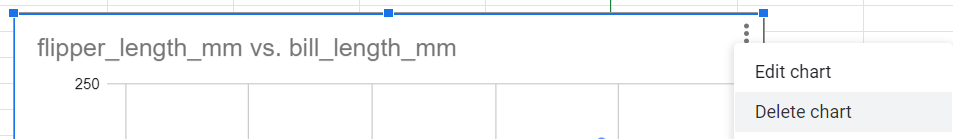 flipper_length_mm vs. bill_length_mm
250
Edit chart
Delete chart